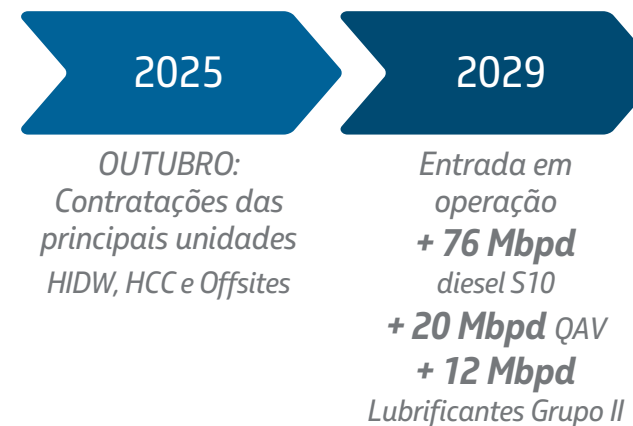 2025
OUTUBRO:
Contratações das
principais unidades
HIDW, HCC e Offsites
2029
Entrada em
operação
+ 76 Mbpd
diesel S10
+ 20 Mbpd QAV
+ 12 Mbpd
Lubrificantes Grupo II